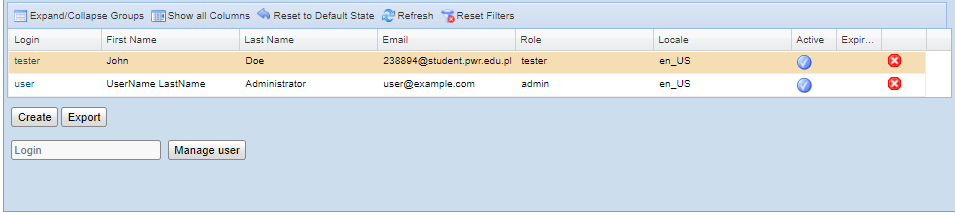 Expand/Collapse Groups Show all Columns Reset to Default State Refresh Reset Filters
Login First Name Last Name Email Role Locale Active Expir...
tester John Doe 238894@student.pwr.edu.pl tester en_US
user UserName LastName Administrator user@example.com admin en_US
Create Export
Login Manage user